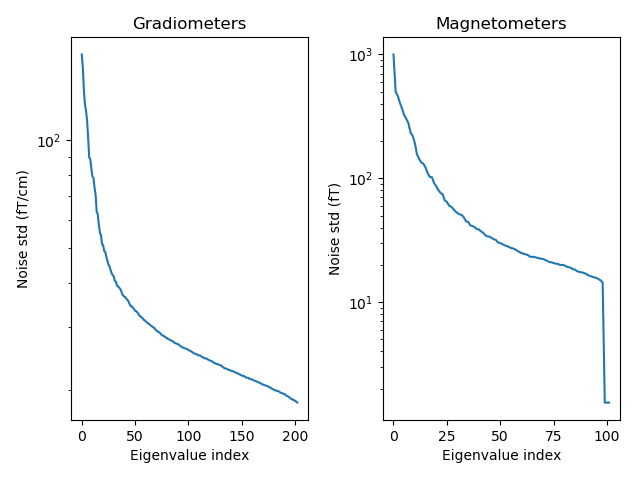 Gradiometers
Noise std (fT/cm)
10²
0 50 100 150 200
Eigenvalue index
Magnetometers
Noise std (fT)
10³
10²
10¹
0 25 50 75 100
Eigenvalue index